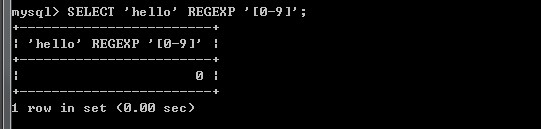 mysql> SELECT 'hello' REGEXP '[0-9]';
+-------------------------+
| 'hello' REGEXP '[0-9]' |
+-------------------------+
|                       0 |
+-------------------------+
1 row in set (0.00 sec)